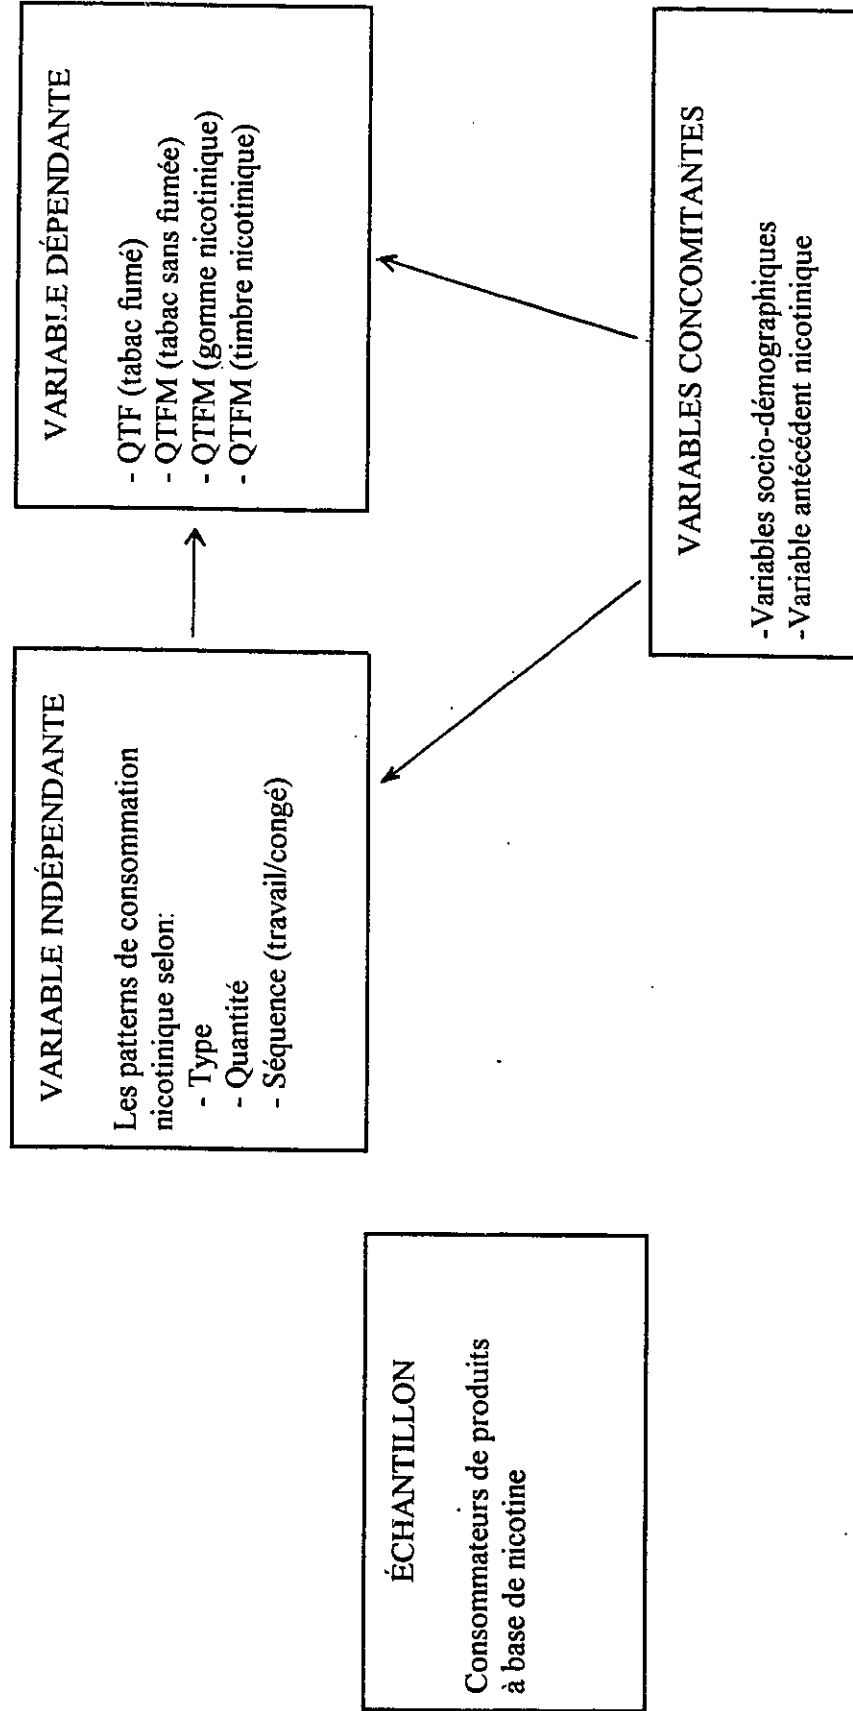 ÉCHANTILLON
Consommateurs de produits
à base de nicotine
VARIABLE INDÉPENDANTE
Les patterns de consommation
nicotinique selon:
- Type
- Quantité
- Séquence (travail/congé)
VARIABLE DÉPENDANTE
- QTF (tabac fumé)
- QTFM (tabac sans fumée)
- QTFM (gomme nicotinique)
- QTFM (timbre nicotinique)
VARIABLES CONCOMITANTES
-Variables socio-démographiques
-Variable antécédent nicotinique